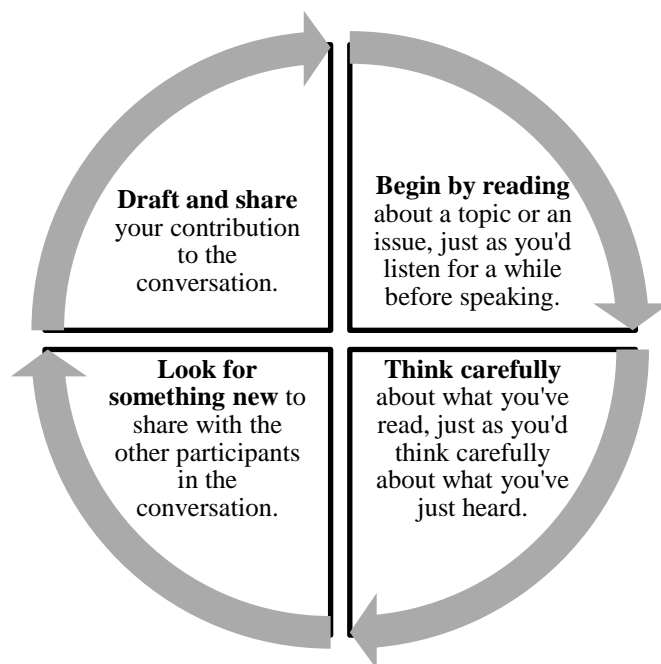 Draft and share
your contribution
to the
conversation.
Begin by reading
about a topic or an
issue, just as you'd
listen for a while
before speaking.
Look for
something new to
share with the
other participants
in the
conversation.
Think carefully
about what you've
read, just as you'd
think carefully
about what you've
just heard.